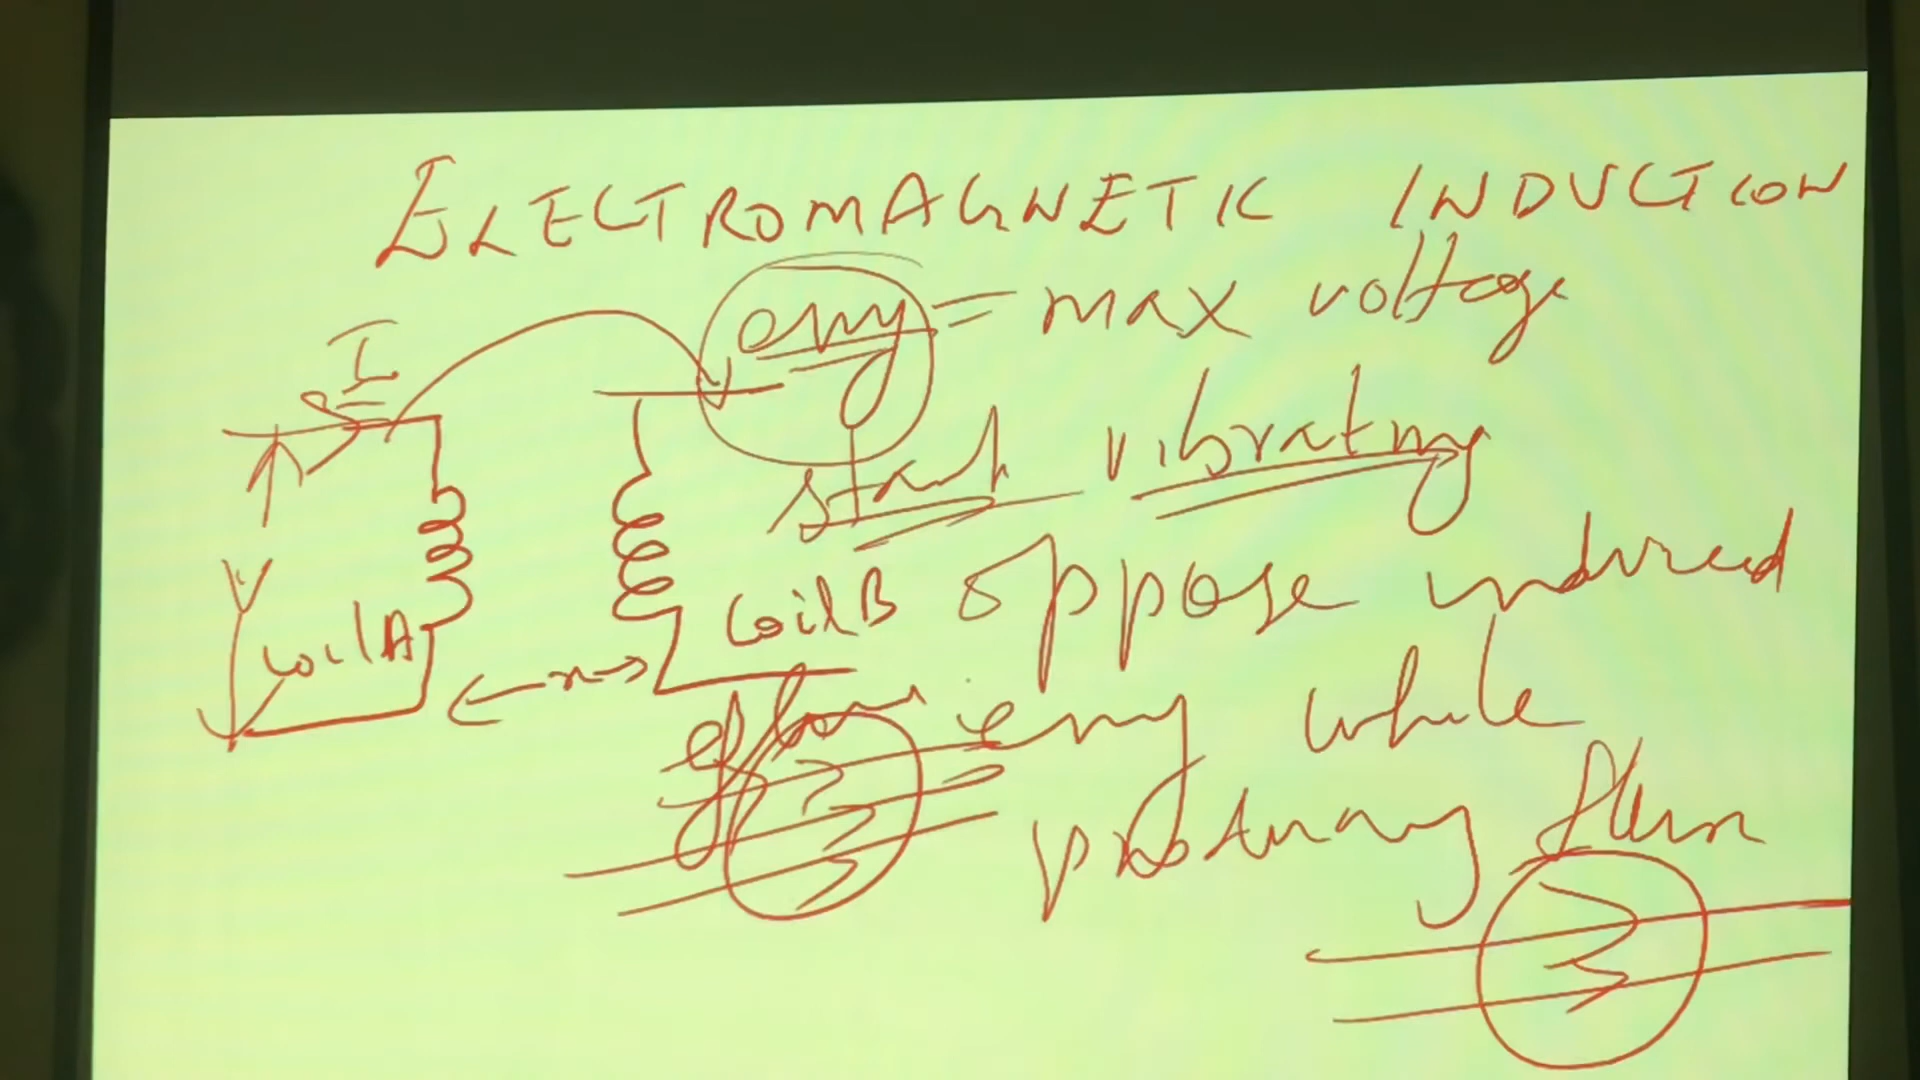 ELECTROMAGNETIC INDUCTION
I
emf = max voltage
start vibrating
V
coil A
x
coil B
oppose induced
emf while
flux